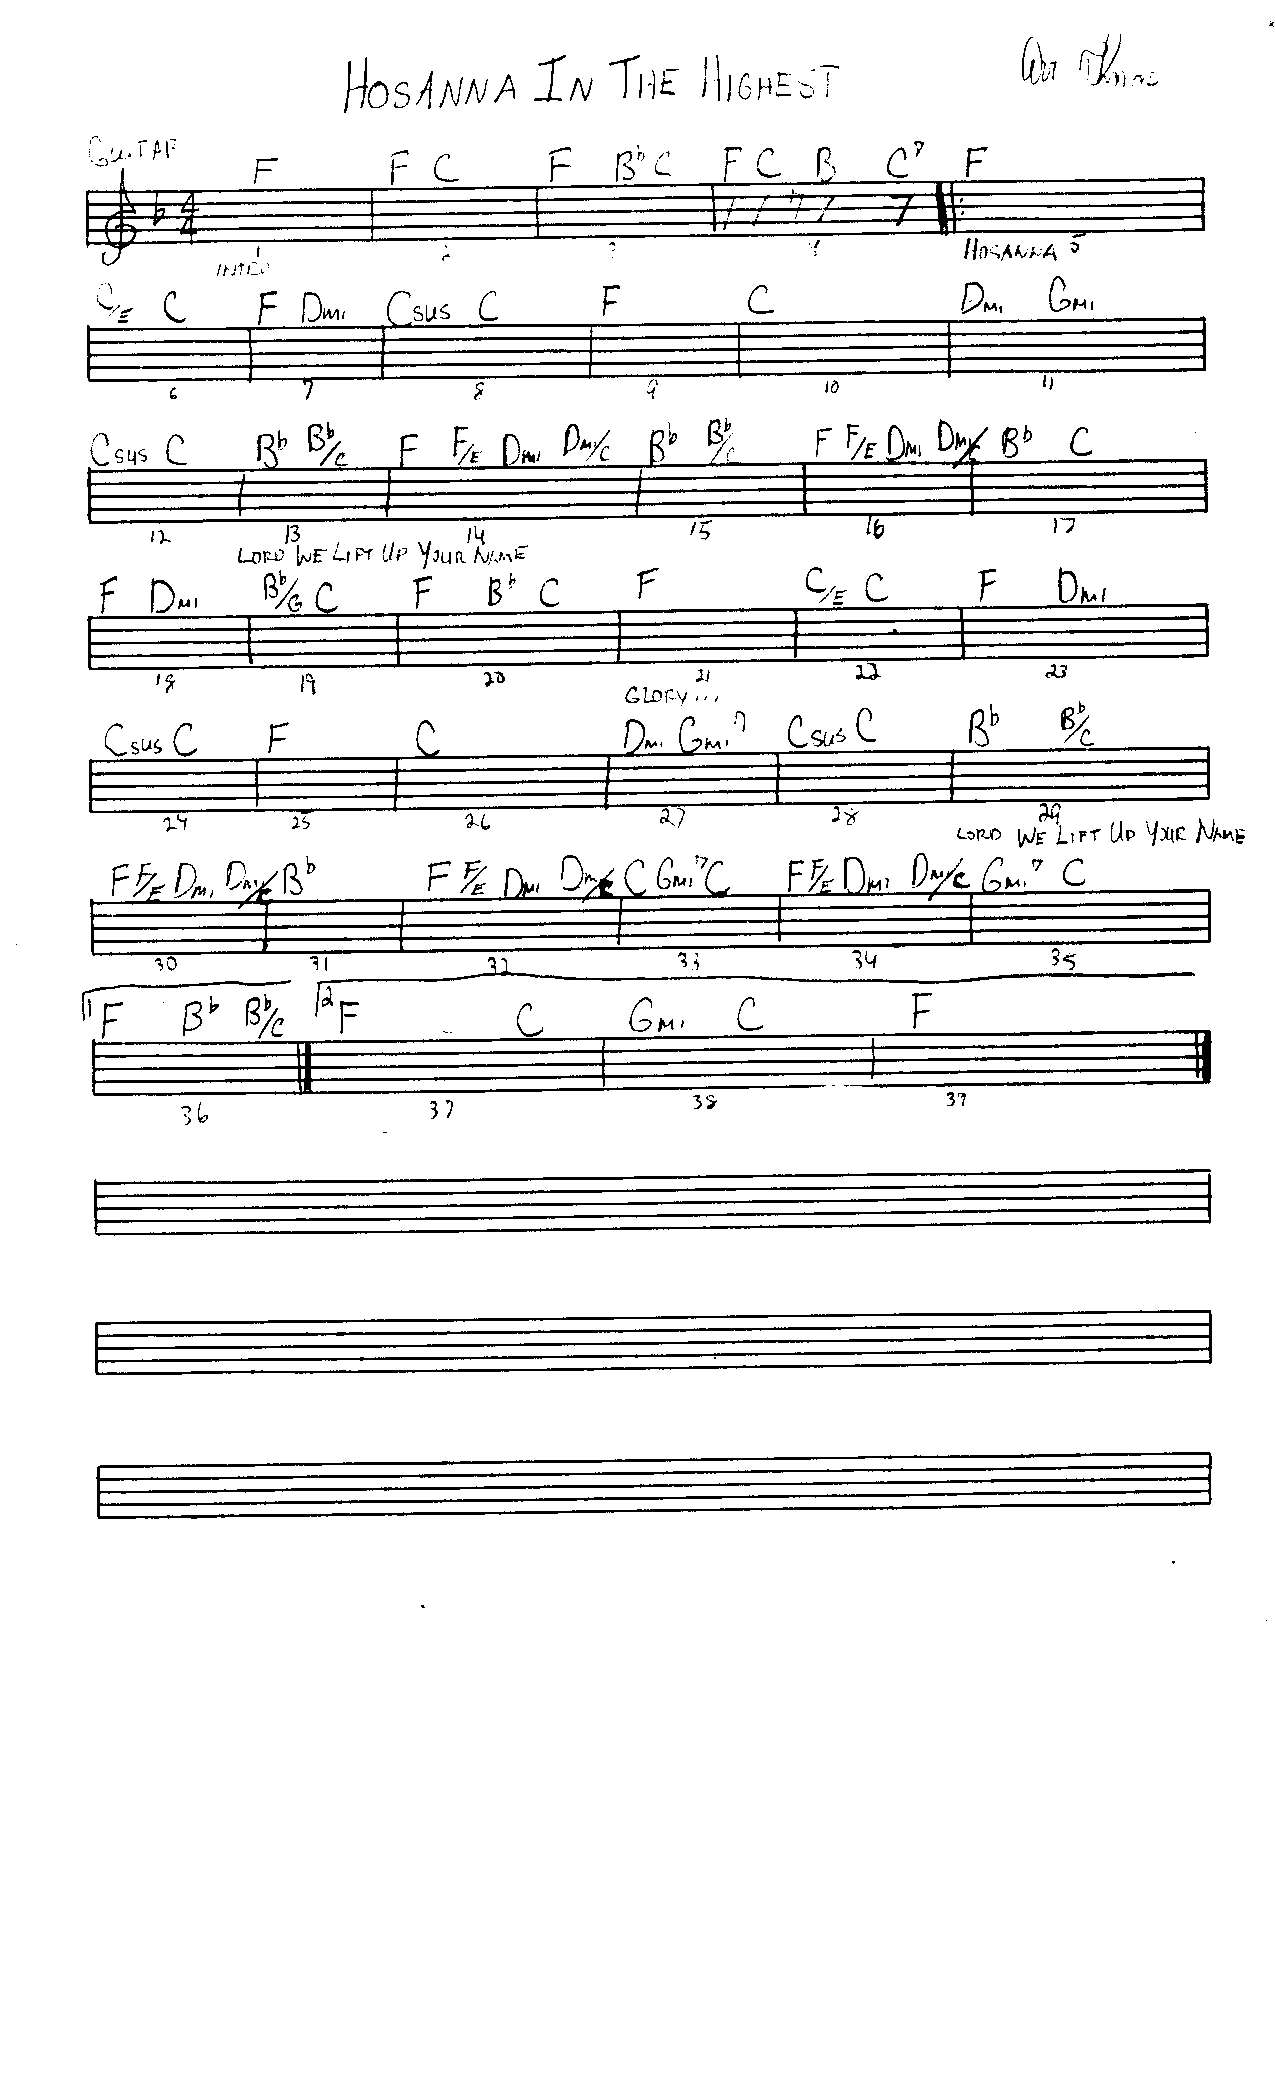 HOSANNA IN THE HIGHEST
GUITAR
F F C F B♭ C F C B C7 F
4
4
1 2 3 4 HOSANNA 5
INTRO
C/E C F Dmi Csus C F C Dmi Gmi
6 7 8 9 10 11
Csus C B♭ B♭/C F F/E Dmi Dmi/C B♭ B♭/C F F/E Dmi Dmi/C B♭ C
12 13 14 15 16 17
LORD WE LIFT UP YOUR NAME
F Dmi B♭/G C F B♭ C F C/E C F Dmi
18 19 20 21 22 23
GLORY...
Csus C F C Dmi Gmi7 Csus C B♭ B♭/C
24 25 26 27 28 29
LORD WE LIFT UP YOUR NAME
F F/E Dmi Dmi/C B♭ F F/E Dmi Dmi/C C Gmi7 C F F/E Dmi Dmi/C Gmi7 C
30 31 32 33 34 35
1 F B♭ B♭/C 2 F C Gmi C F
36 37 38 37